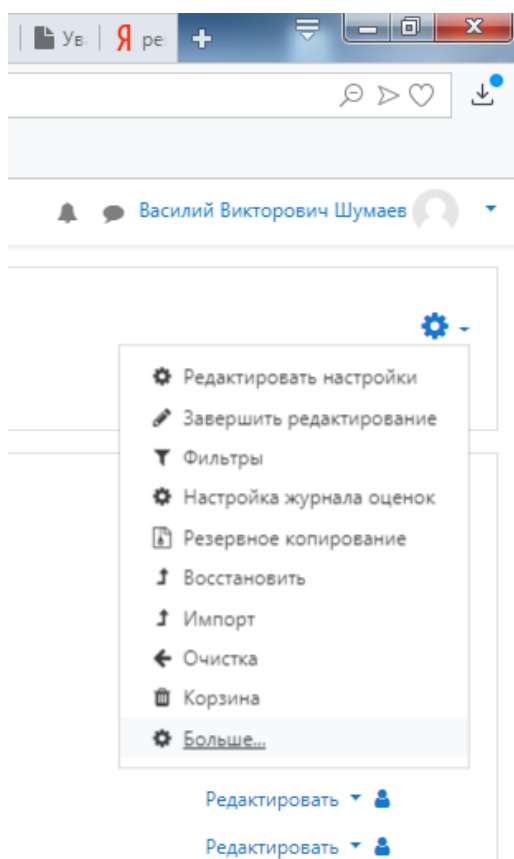 Ув Я ре
Василий Викторович Шумаев
Редактировать настройки
Завершить редактирование
Фильтры
Настройка журнала оценок
Резервное копирование
Восстановить
Импорт
Очистка
Корзина
Больше...
Редактировать
Редактировать